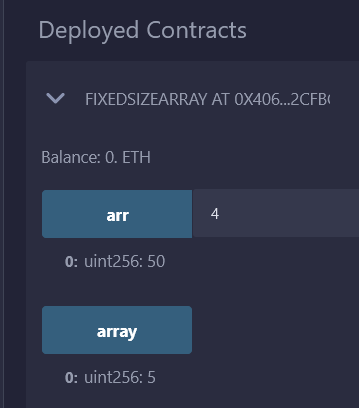 Deployed Contracts
FIXEDSIZEARRAY AT 0X406...2CFB
Balance: 0. ETH
arr 4
0: uint256: 50
array
0: uint256: 5